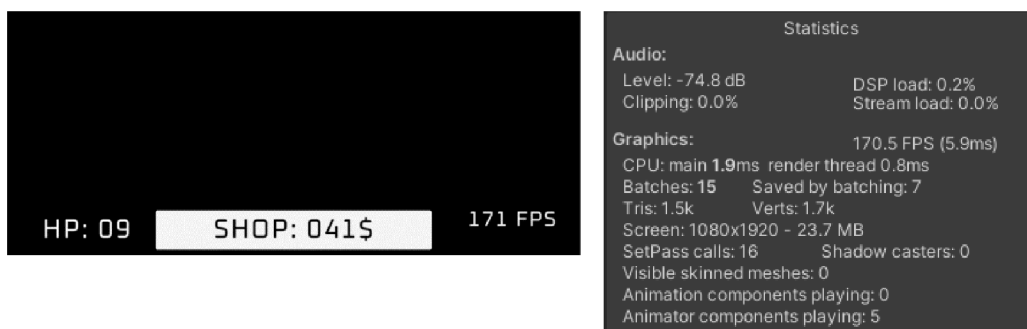 HP: 09 SHOP: 041$ 171 FPS
Statistics
Audio:
Level: -74.8 dB DSP load: 0.2%
Clipping: 0.0% Stream load: 0.0%
Graphics: 170.5 FPS (5.9ms)
CPU: main 1.9ms render thread 0.8ms
Batches: 15 Saved by batching: 7
Tris: 1.5k Verts: 1.7k
Screen: 1080x1920 - 23.7 MB
SetPass calls: 16 Shadow casters: 0
Visible skinned meshes: 0
Animation components playing: 0
Animator components playing: 5